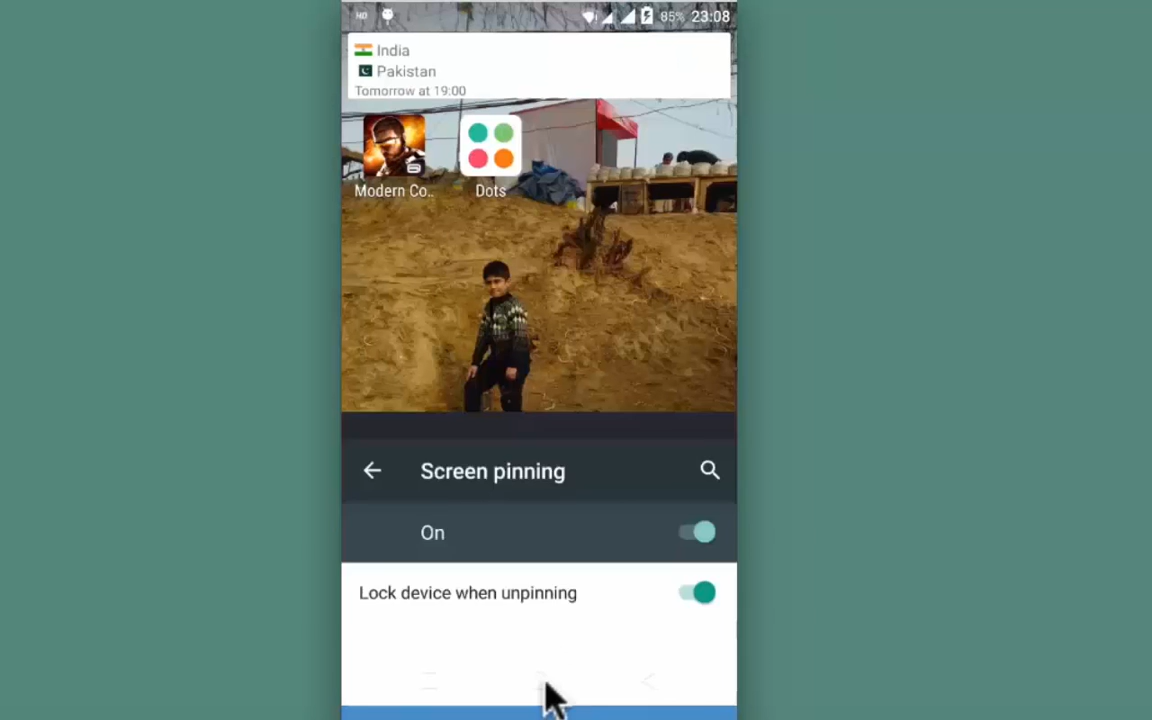 HD 85% 23:08
India
Pakistan
Tomorrow at 19:00
Modern Co.. Dots
Screen pinning
On
Lock device when unpinning